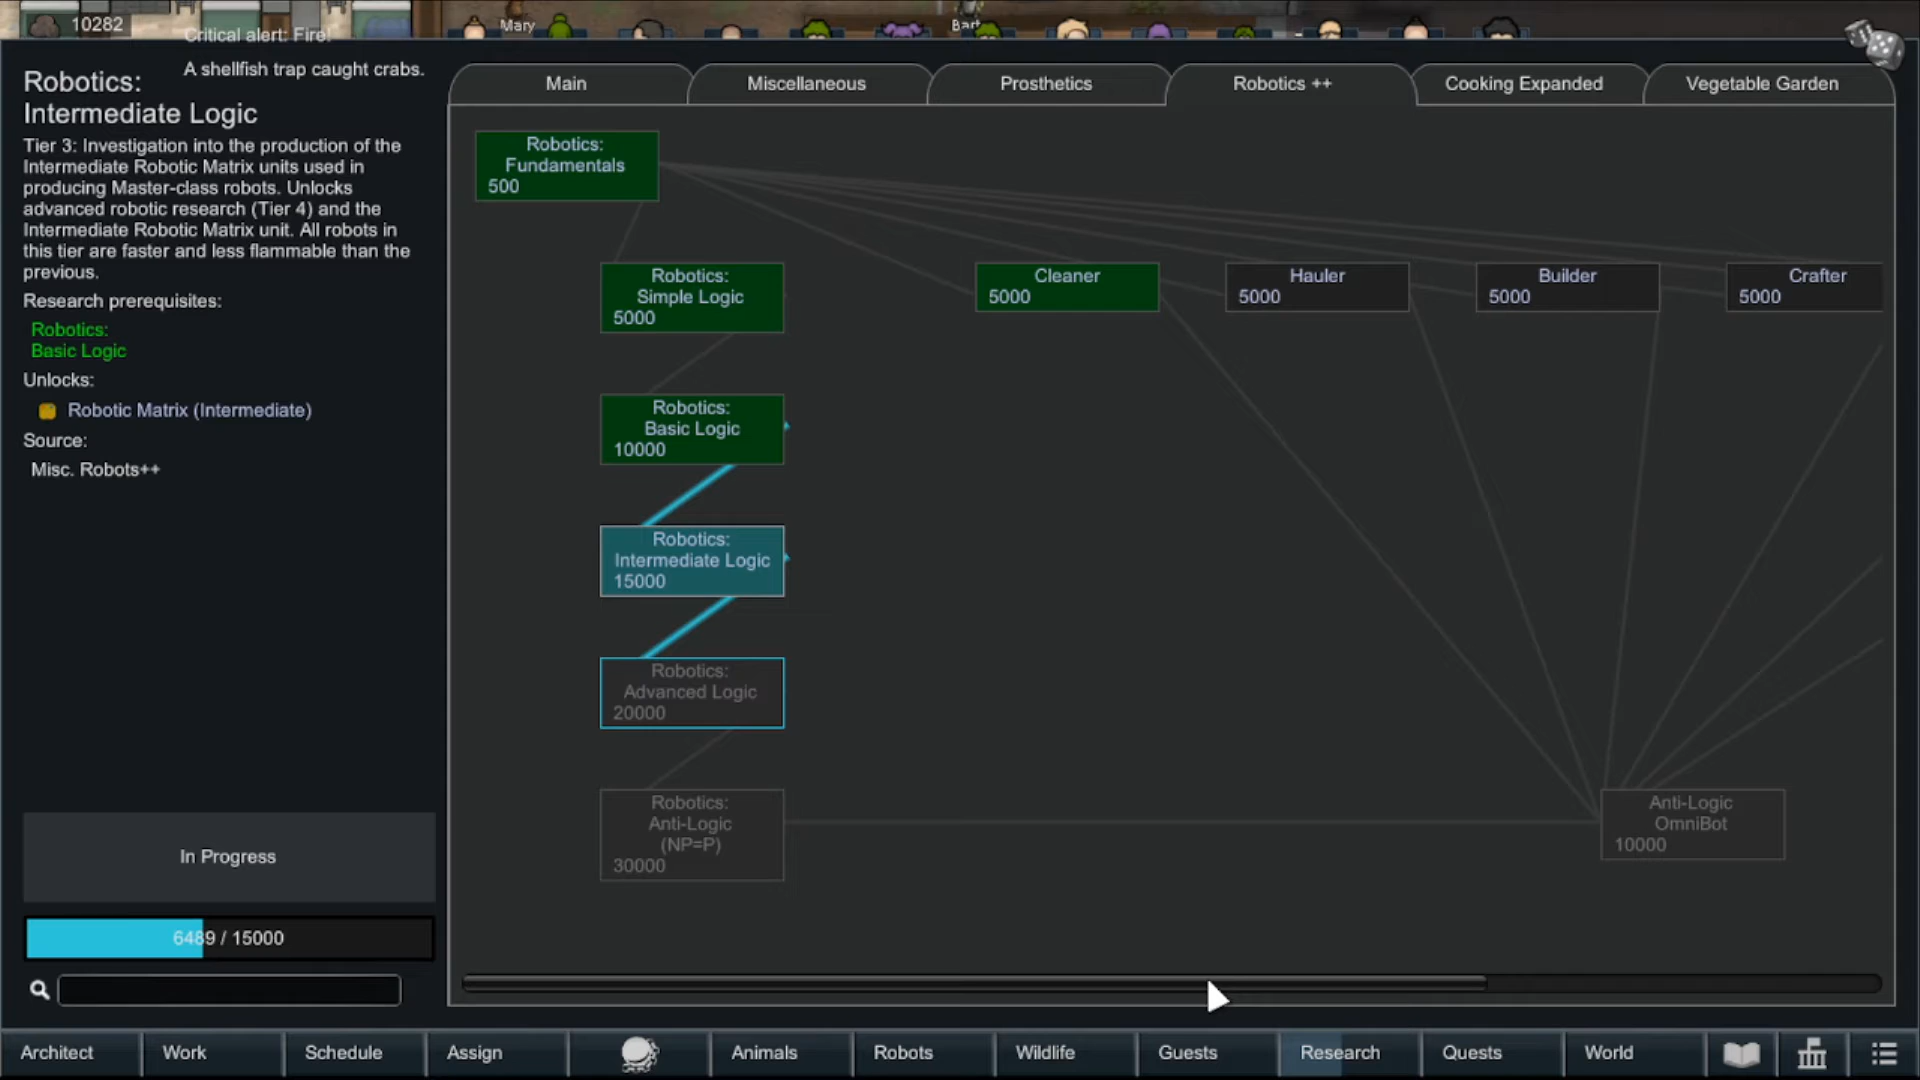 10282
Mary
Bart
Critical alert: Fire!
A shellfish trap caught crabs.
Robotics:
Intermediate Logic
Tier 3: Investigation into the production of the
Intermediate Robotic Matrix units used in
producing Master-class robots. Unlocks
advanced robotic research (Tier 4) and the
Intermediate Robotic Matrix unit. All robots in
this tier are faster and less flammable than the
previous.
Research prerequisites:
Robotics:
Basic Logic
Unlocks:
Robotic Matrix (Intermediate)
Source:
Misc. Robots++
In Progress
6489 / 15000
Main
Miscellaneous
Prosthetics
Robotics ++
Cooking Expanded
Vegetable Garden
Robotics:
Fundamentals
500
Robotics:
Simple Logic
5000
Cleaner
5000
Hauler
5000
Builder
5000
Crafter
5000
Robotics:
Basic Logic
10000
Robotics:
Intermediate Logic
15000
Robotics:
Advanced Logic
20000
Robotics:
Anti-Logic
(NP=P)
30000
Anti-Logic
OmniBot
10000
Architect
Work
Schedule
Assign
Animals
Robots
Wildlife
Guests
Research
Quests
World